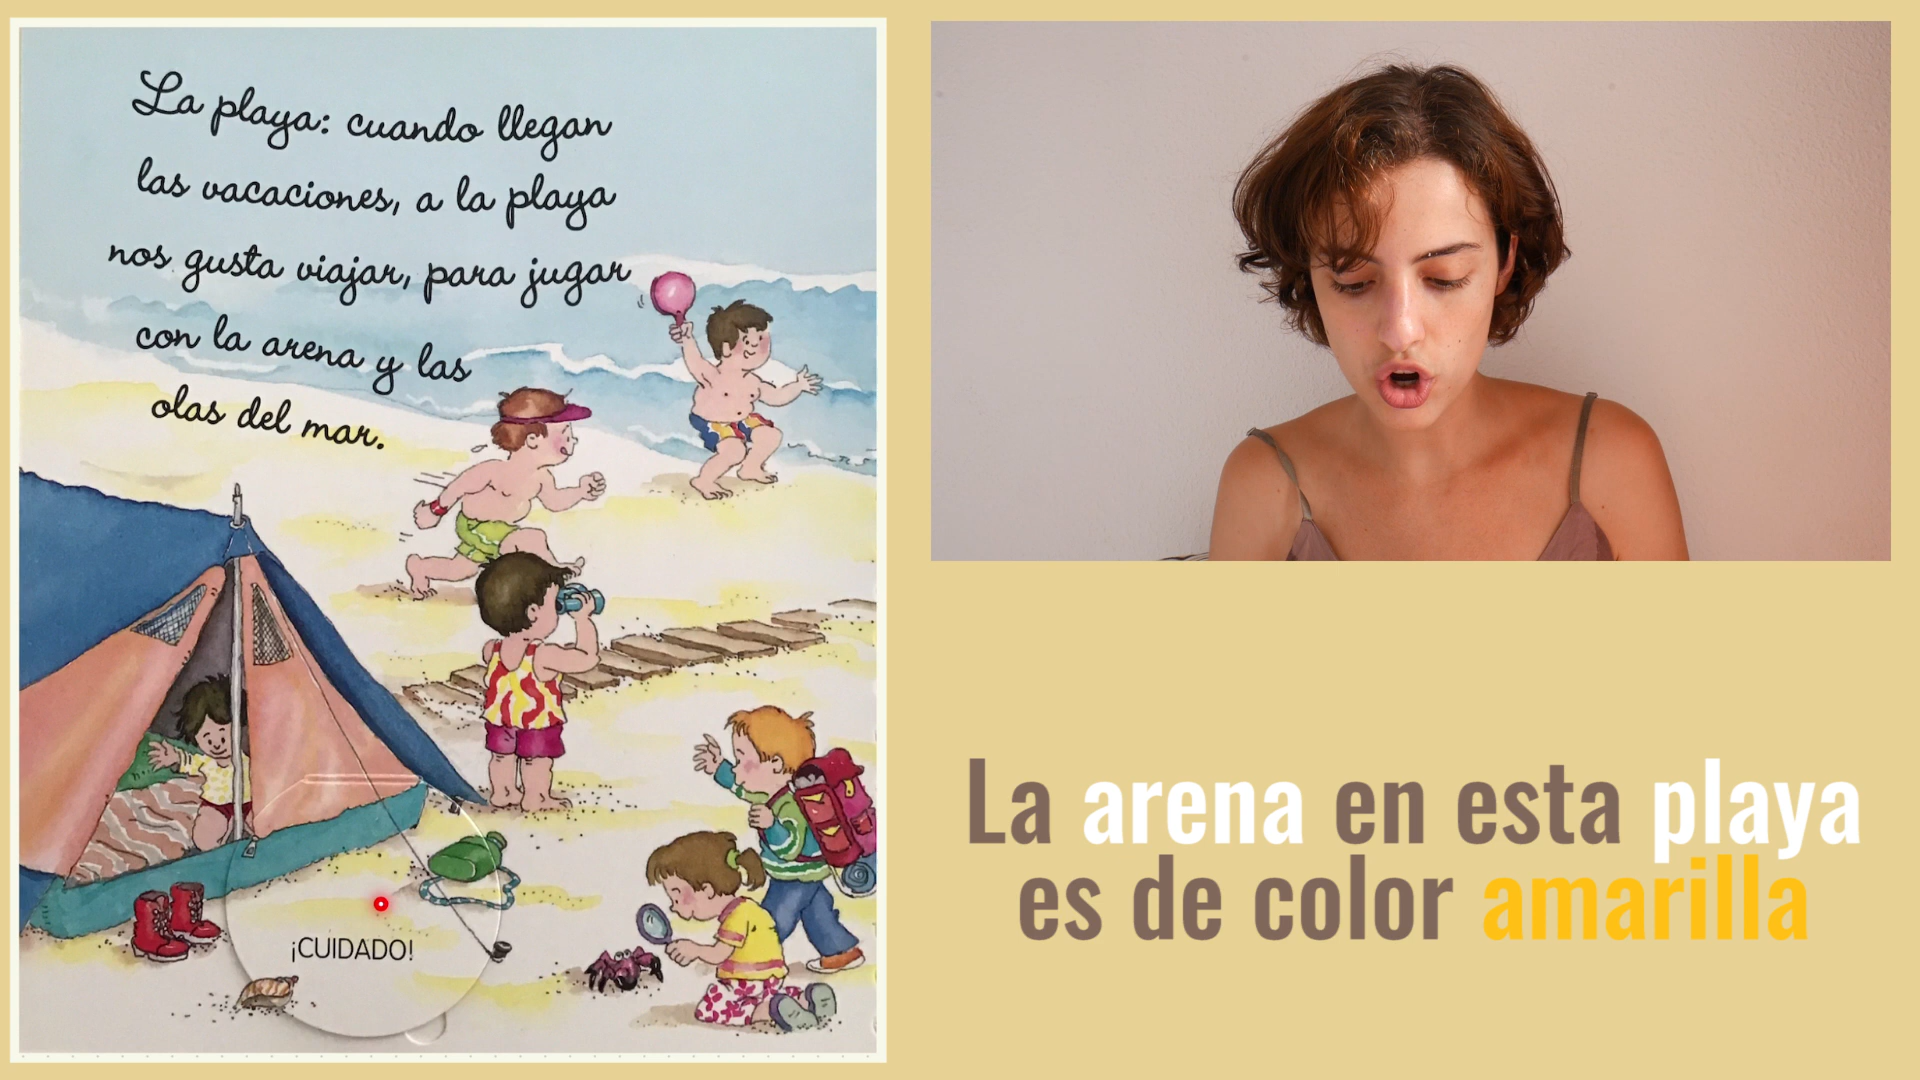 La playa: cuando llegan
las vacaciones, a la playa
nos gusta viajar, para jugar
con la arena y las
olas del mar.
¡CUIDADO!
La arena en esta playa
es de color amarilla